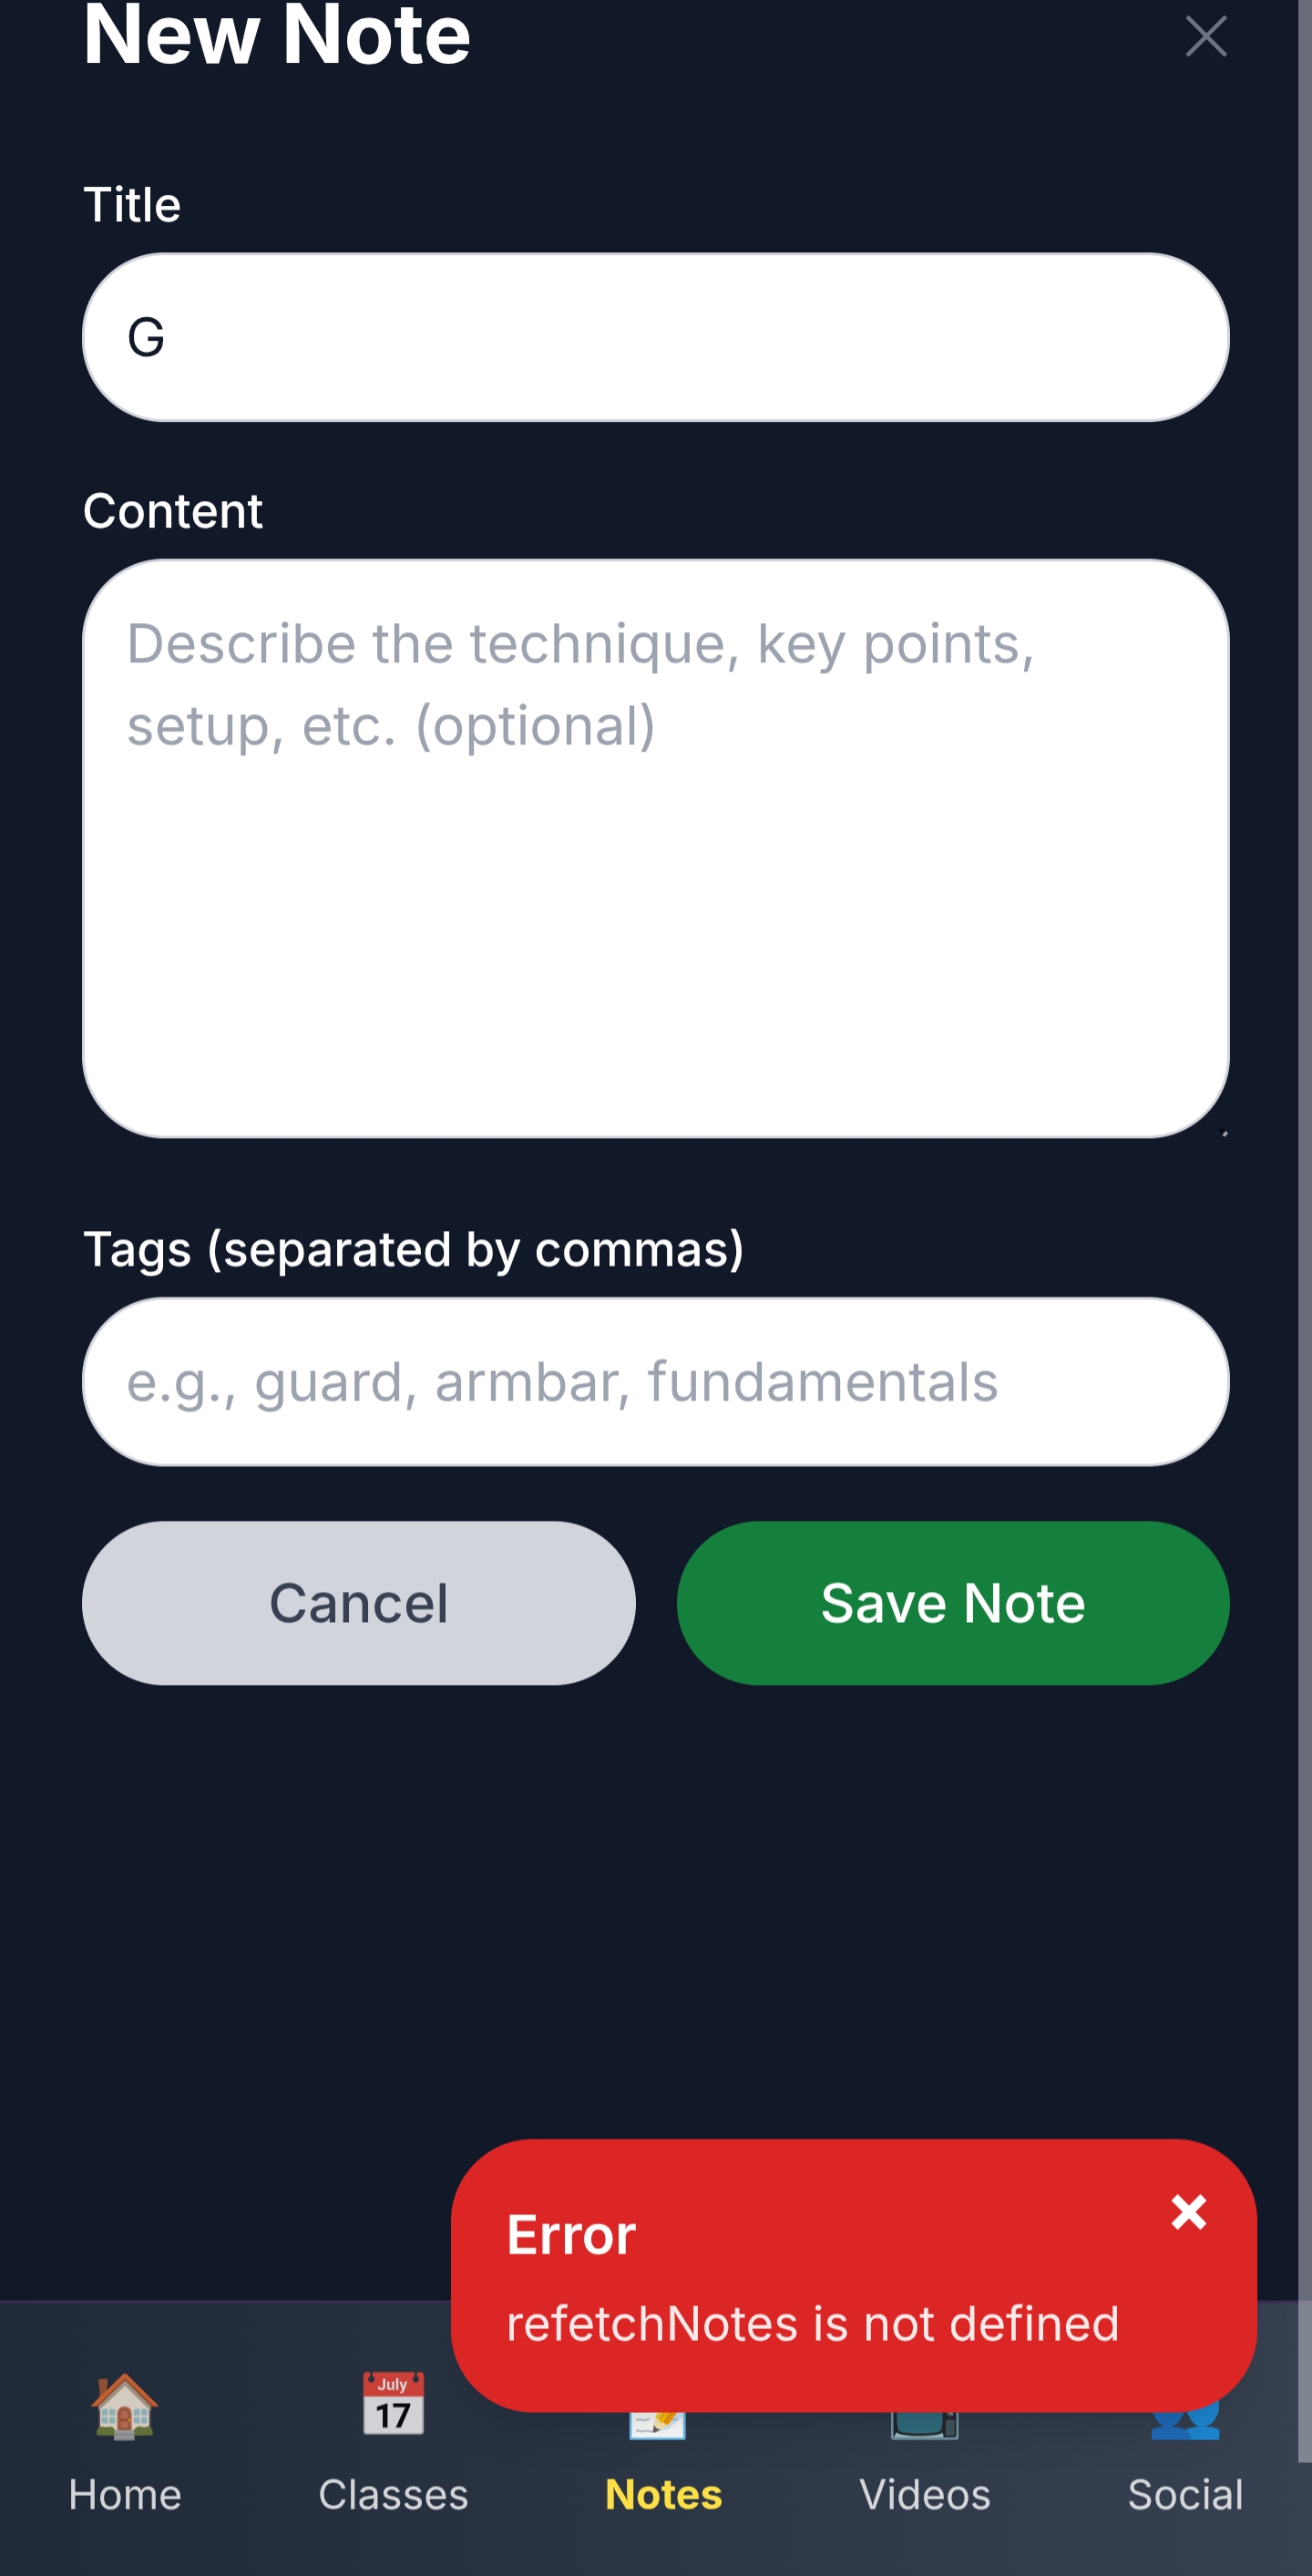 New Note
Title
G
Content
Describe the technique, key points,
setup, etc. (optional)
Tags (separated by commas)
e.g., guard, armbar, fundamentals
Cancel
Save Note
Error
refetchNotes is not defined
July
17
Home
Classes
Notes
Videos
Social